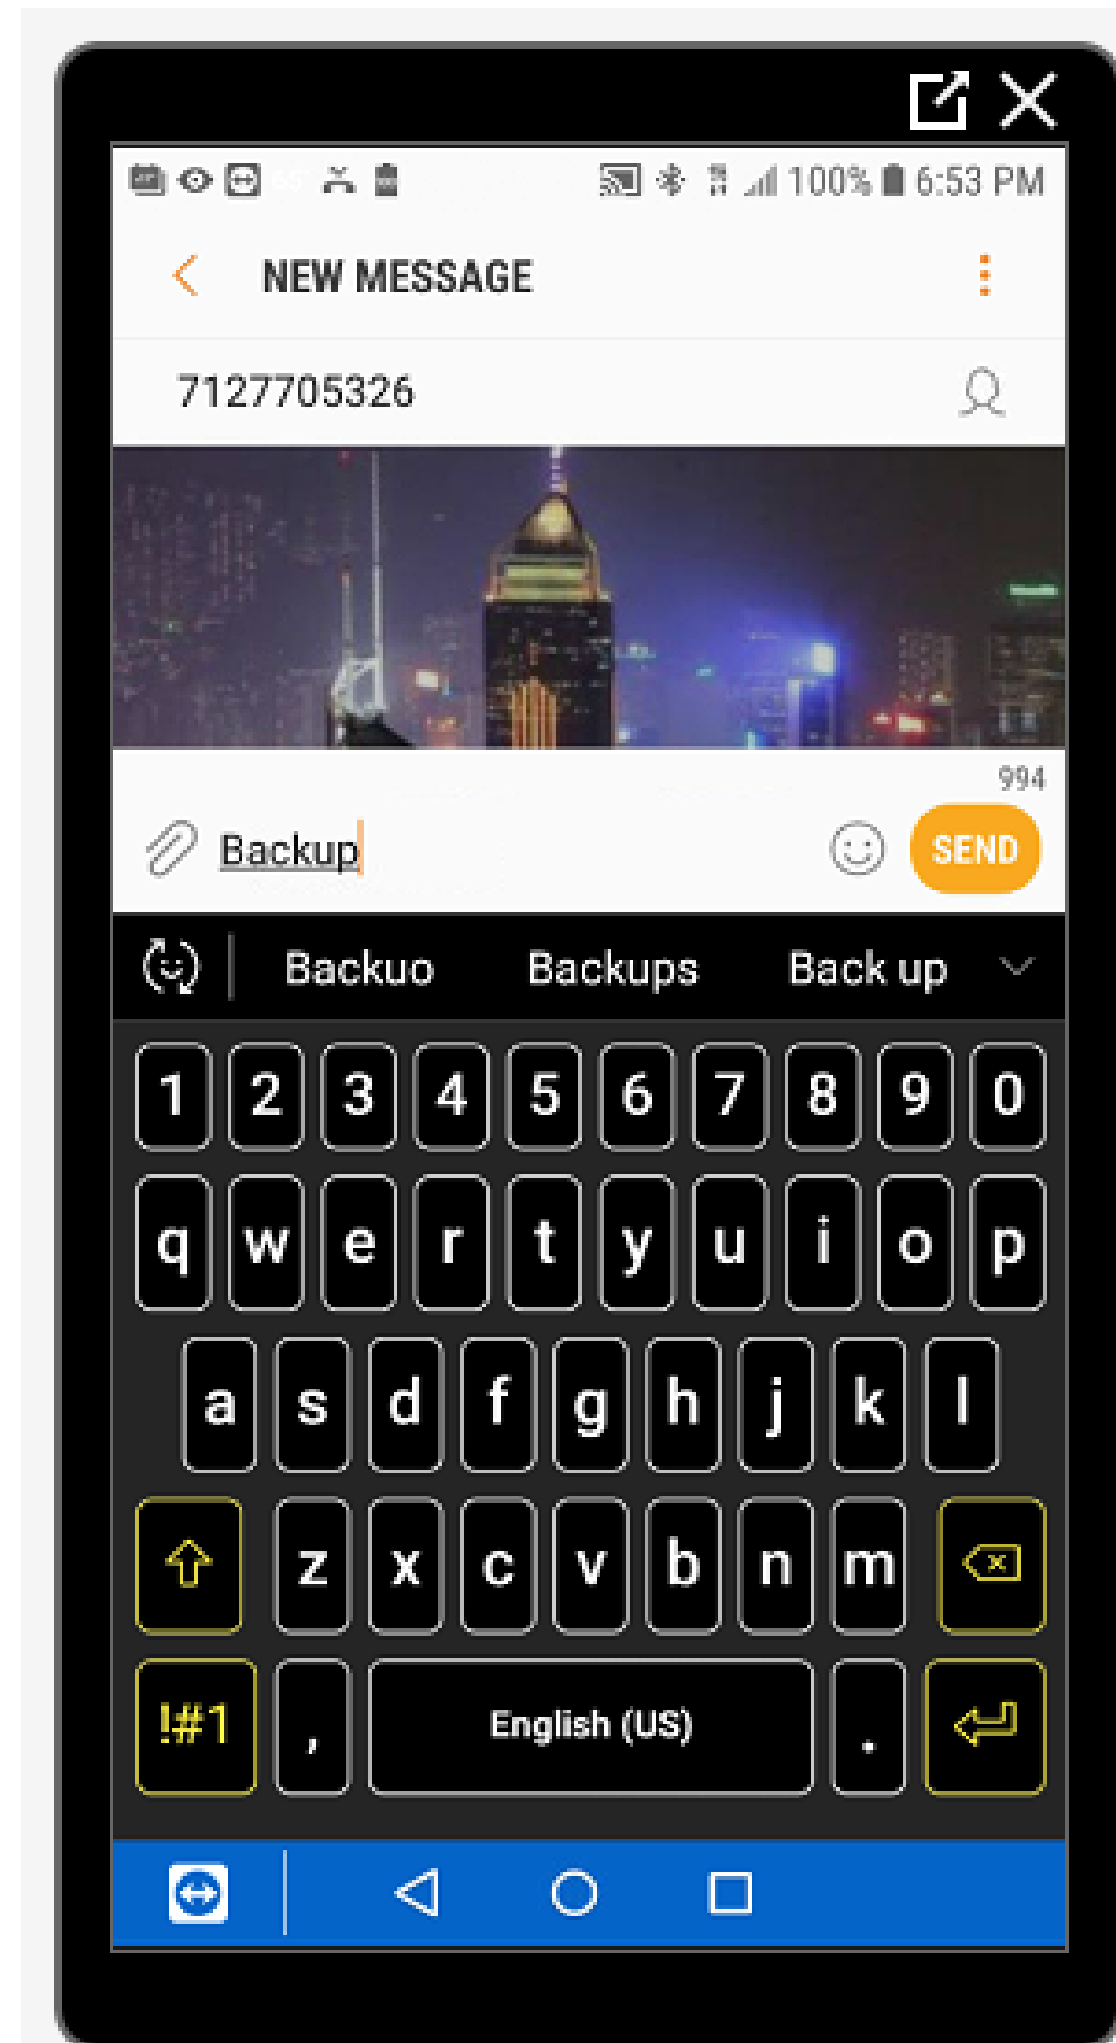 100% 6:53 PM
NEW MESSAGE
7127705326
994
Backup
SEND
Backuo Backups Back up
1 2 3 4 5 6 7 8 9 0
q w e r t y u i o p
a s d f g h j k l
z x c v b n m
!#1 , English (US) .